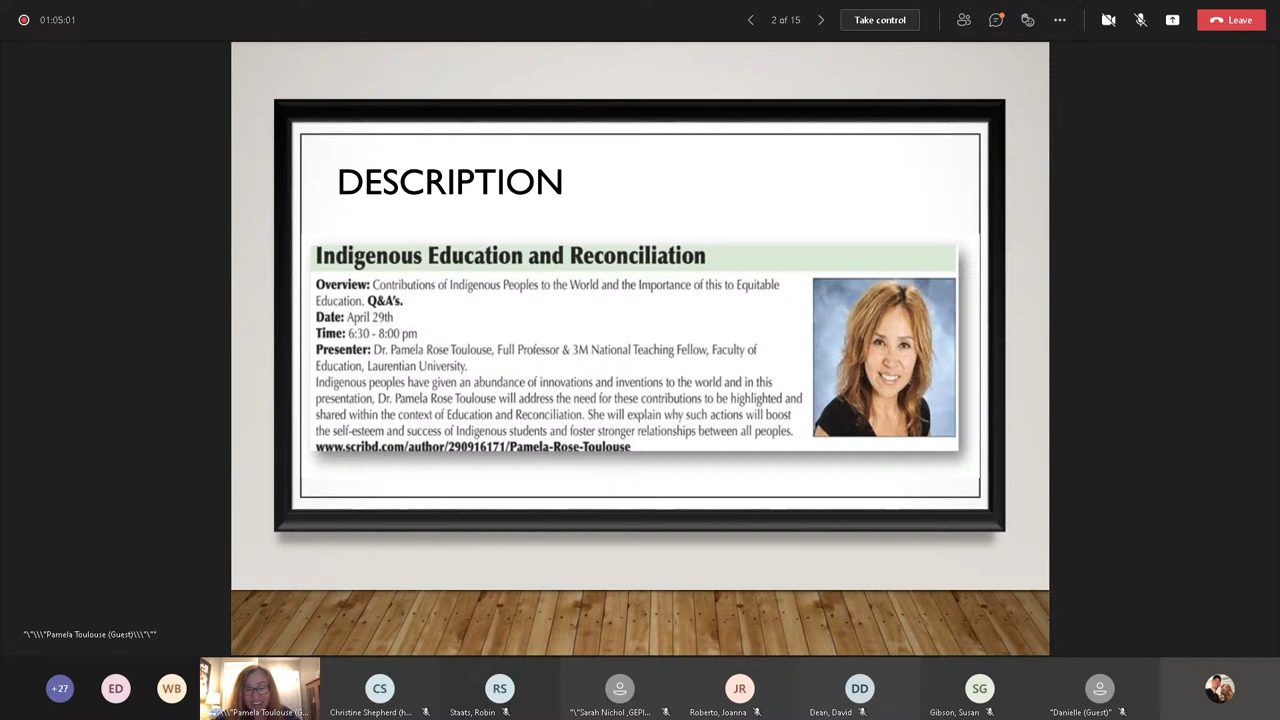 01:05:01
2 of 15
Take control
Leave
DESCRIPTION
Indigenous Education and Reconciliation
Overview: Contributions of Indigenous Peoples to the World and the Importance of this to Equitable
Education. Q&A's.
Date: April 29th
Time: 6:30 - 8:00 pm
Presenter: Dr. Pamela Rose Toulouse, Full Professor & 3M National Teaching Fellow, Faculty of
Education, Laurentian University.
Indigenous peoples have given an abundance of innovations and inventions to the world and in this
presentation, Dr. Pamela Rose Toulouse will address the need for these contributions to be highlighted and
shared within the context of Education and Reconciliation. She will explain why such actions will boost
the self-esteem and success of Indigenous students and foster stronger relationships between all peoples.
www.scribd.com/author/290916171/Pamela-Rose-Toulouse
"\"\\\"Pamela Toulouse (Guest)\\\"\""
+27
ED
WB
CS
RS
JR
DD
SG
\\"Pamela Toulouse (G...
Christine Shepherd (h...
Staats, Robin
"\"Sarah Nichol ,GEPI...
Roberto, Joanna
Dean, David
Gibson, Susan
"Danielle (Guest)"